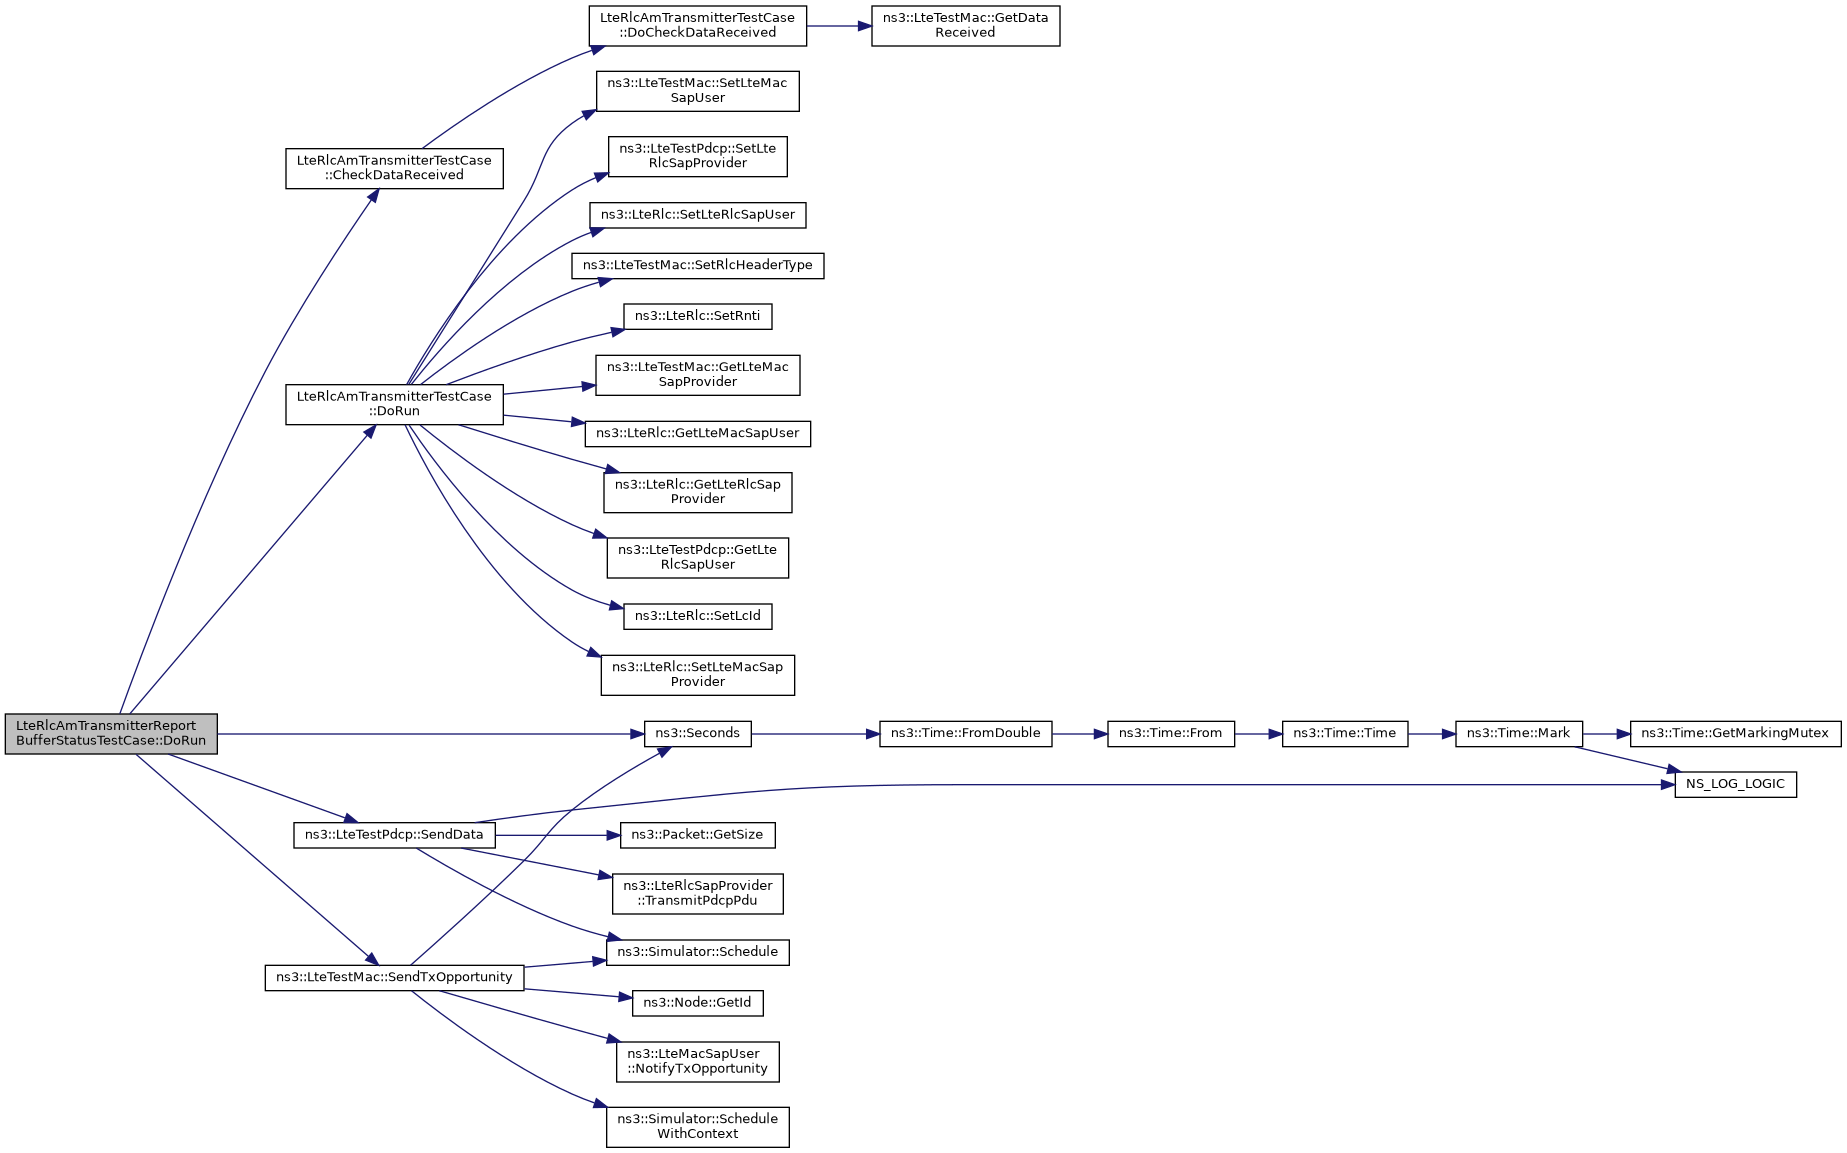 LteRlcAmTransmitterTestCase
::DoCheckDataReceived
ns3::LteTestMac::GetData
Received
ns3::LteTestMac::SetLteMac
SapUser
LteRlcAmTransmitterTestCase
::CheckDataReceived
ns3::LteTestPdcp::SetLte
RlcSapProvider
ns3::LteRlc::SetLteRlcSapUser
ns3::LteTestMac::SetRlcHeaderType
ns3::LteRlc::SetRnti
ns3::LteTestMac::GetLteMac
SapProvider
LteRlcAmTransmitterTestCase
::DoRun
ns3::LteRlc::GetLteMacSapUser
ns3::LteRlc::GetLteRlcSap
Provider
ns3::LteTestPdcp::GetLte
RlcSapUser
ns3::LteRlc::SetLcId
ns3::LteRlc::SetLteMacSap
Provider
LteRlcAmTransmitterReport
BufferStatusTestCase::DoRun
ns3::Seconds
ns3::Time::FromDouble
ns3::Time::From
ns3::Time::Time
ns3::Time::Mark
ns3::Time::GetMarkingMutex
NS_LOG_LOGIC
ns3::LteTestPdcp::SendData
ns3::Packet::GetSize
ns3::LteRlcSapProvider
::TransmitPdcpPdu
ns3::Simulator::Schedule
ns3::LteTestMac::SendTxOpportunity
ns3::Node::GetId
ns3::LteMacSapUser
::NotifyTxOpportunity
ns3::Simulator::Schedule
WithContext